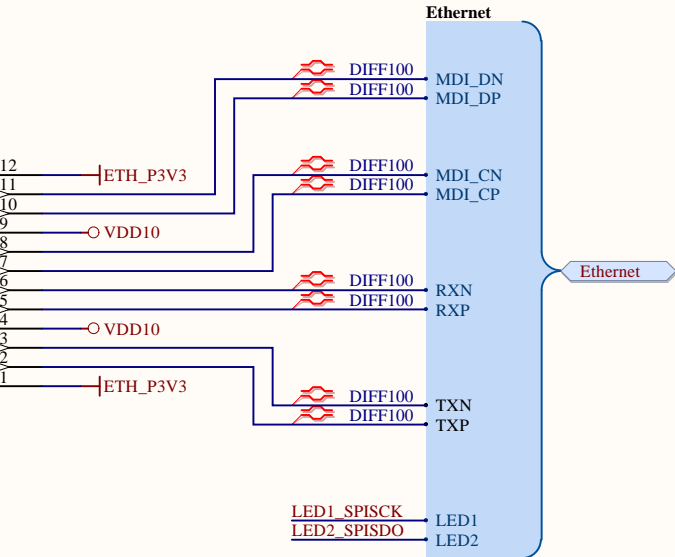 Ethernet
DIFF100 MDI_DN
DIFF100 MDI_DP
12 ETH_P3V3 DIFF100 MDI_CN
11 DIFF100 MDI_CP
10
9 VDD10
8
7 Ethernet
6 DIFF100 RXN
5 DIFF100 RXP
4 VDD10
3
2
1 ETH_P3V3
DIFF100 TXN
DIFF100 TXP
LED1_SPISCK LED1
LED2_SPISDO LED2